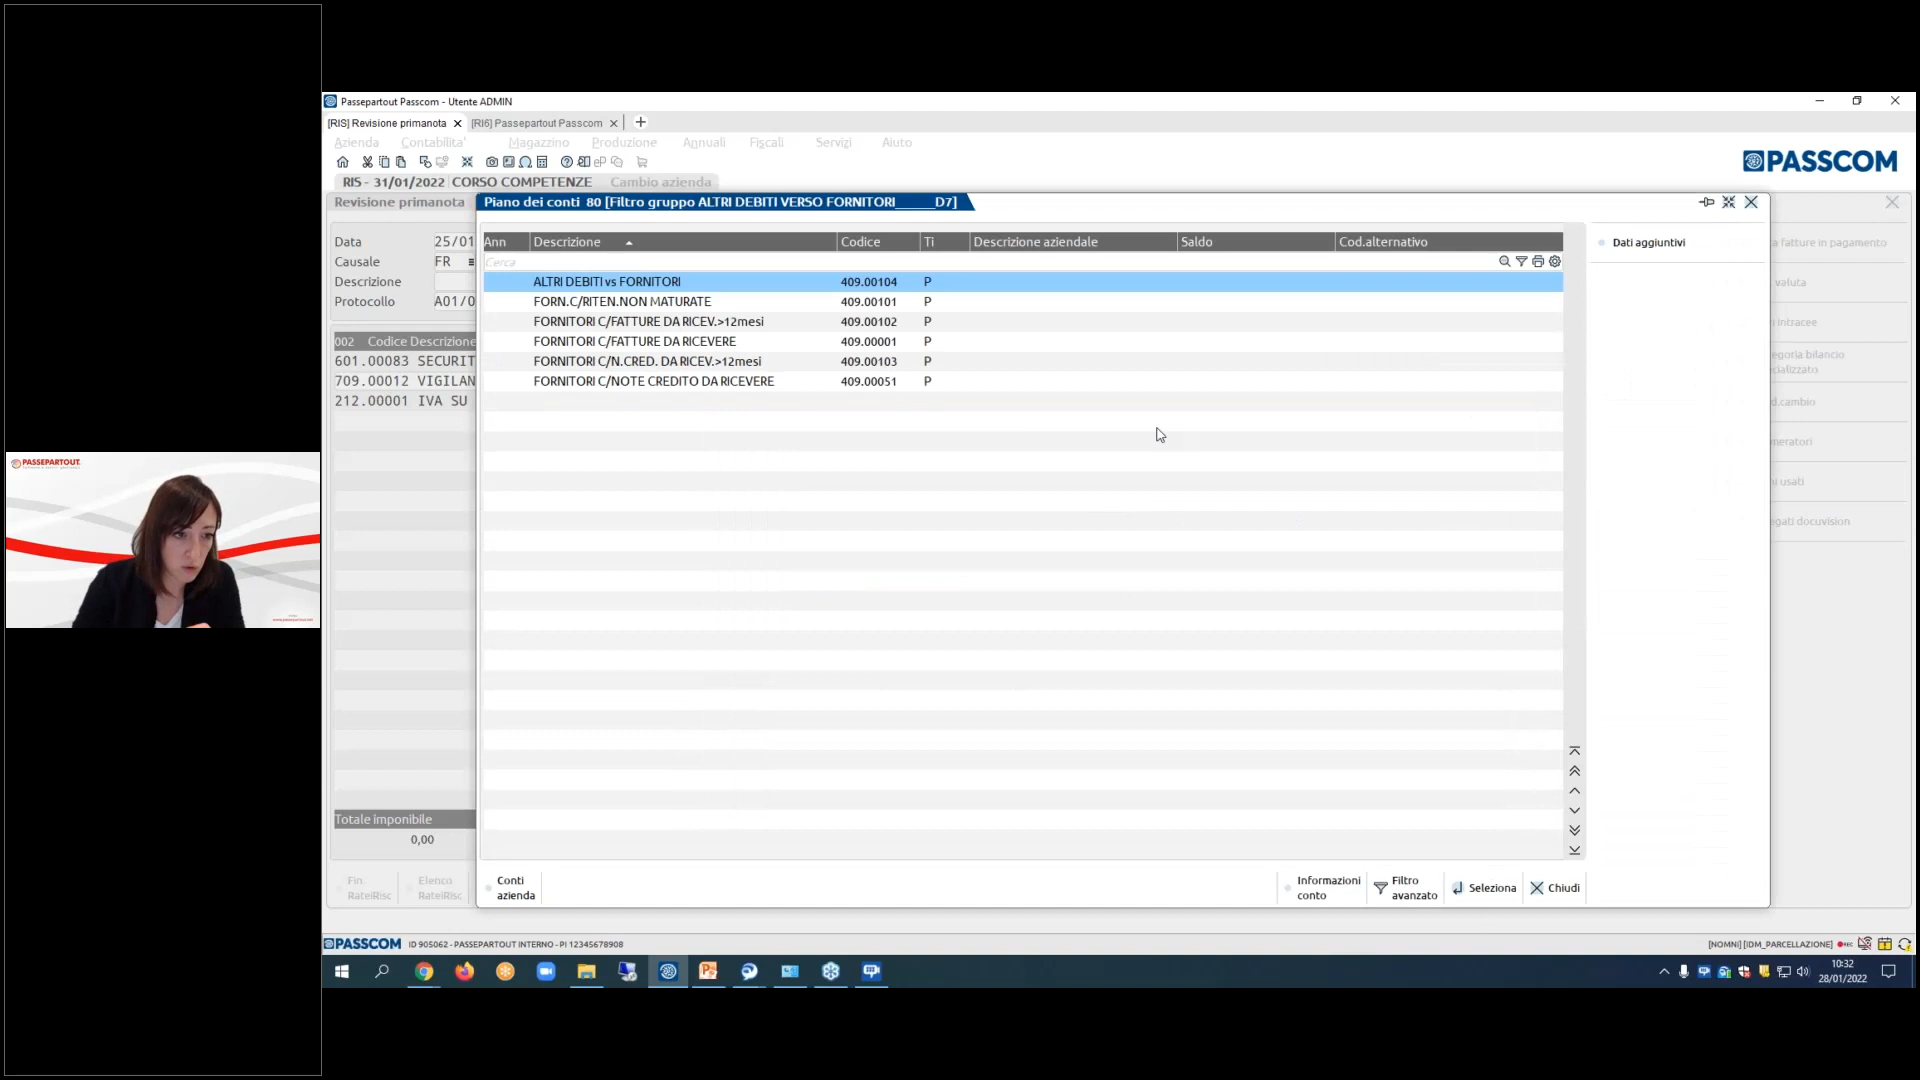 Passepartout Passcom - Utente ADMIN
[RIS] Revisione primanota
[RI6] Passepartout Passcom
Azienda Contabilita' Magazzino Produzione Annuali Fiscali Servizi Aiuto
PASSCOM
RIS - 31/01/2022 CORSO COMPETENZE Cambio azienda
Revisione primanota
Piano dei conti 80 [Filtro gruppo ALTRI DEBITI VERSO FORNITORI______D7]
Data 25/01
Causale FR
Descrizione
Protocollo A01/0
002 Codice Descrizione
601.00083 SECURIT
709.00012 VIGILAN
212.00001 IVA SU
Totale imponibile
0,00
Fin. RateiRisc
Elenco RateiRisc
Ann Descrizione Codice Ti Descrizione aziendale Saldo Cod.alternativo
Cerca
ALTRI DEBITI vs FORNITORI 409.00104 P
FORN.C/RITEN.NON MATURATE 409.00101 P
FORNITORI C/FATTURE DA RICEV.>12mesi 409.00102 P
FORNITORI C/FATTURE DA RICEVERE 409.00001 P
FORNITORI C/N.CRED. DA RICEV.>12mesi 409.00103 P
FORNITORI C/NOTE CREDITO DA RICEVERE 409.00051 P
Dati aggiuntivi
a fatture in pagamento
valuta
i intracee
egoria bilancio
cializzato
d.cambio
meratori
ni usati
egati docuvision
Conti azienda
Informazioni conto
Filtro avanzato
Seleziona
Chiudi
PASSEPARTOUT
PASSCOM ID 905062 - PASSEPARTOUT INTERNO - PI 12345678908
[NOMNI] [IDM_PARCELLAZIONE]
10:32
28/01/2022